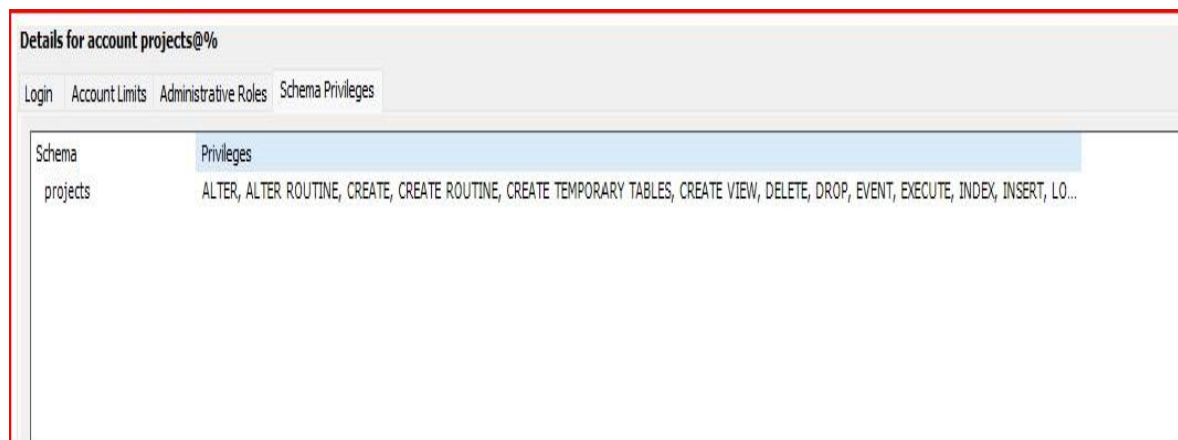 Details for account projects@%
Login Account Limits Administrative Roles Schema Privileges
Schema Privileges
projects ALTER, ALTER ROUTINE, CREATE, CREATE ROUTINE, CREATE TEMPORARY TABLES, CREATE VIEW, DELETE, DROP, EVENT, EXECUTE, INDEX, INSERT, LO...